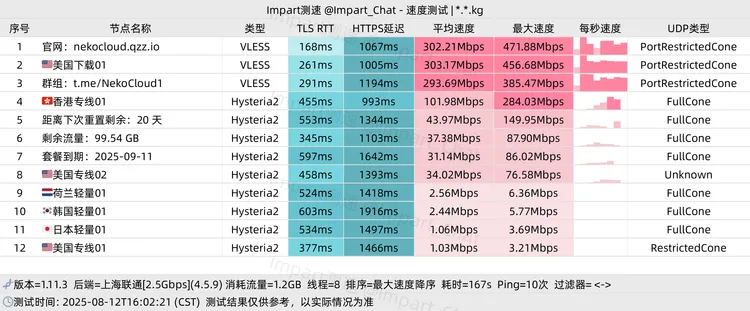 Impart测速 @Impart_Chat - 速度测试 | *.*.kg
序号 节点名称 类型 TLS RTT HTTPS延迟 平均速度 最大速度 每秒速度 UDP类型
1 官网：nekocloud.qzz.io VLESS 168ms 1067ms 302.21Mbps 471.88Mbps PortRestrictedCone
2 🇺🇸美国下载01 VLESS 261ms 1005ms 303.17Mbps 456.68Mbps PortRestrictedCone
3 群组：t.me/NekoCloud1 VLESS 291ms 1194ms 293.69Mbps 385.47Mbps PortRestrictedCone
4 🇭🇰香港专线01 Hysteria2 455ms 993ms 101.98Mbps 284.03Mbps FullCone
5 距离下次重置剩余：20 天 Hysteria2 553ms 1344ms 43.97Mbps 149.95Mbps FullCone
6 剩余流量：99.54 GB Hysteria2 345ms 1103ms 37.38Mbps 87.90Mbps FullCone
7 套餐到期：2025-09-11 Hysteria2 597ms 1642ms 31.14Mbps 86.02Mbps FullCone
8 🇺🇸美国专线02 Hysteria2 458ms 1393ms 34.02Mbps 76.58Mbps Unknown
9 🇳🇱荷兰轻量01 Hysteria2 524ms 1418ms 2.56Mbps 6.36Mbps FullCone
10 🇰🇷韩国轻量01 Hysteria2 603ms 1916ms 2.44Mbps 5.77Mbps FullCone
11 🇯🇵日本轻量01 Hysteria2 534ms 1497ms 1.06Mbps 3.69Mbps FullCone
12 🇺🇸美国专线01 Hysteria2 377ms 1466ms 1.03Mbps 3.21Mbps RestrictedCone
版本=1.11.3 后端=上海联通[2.5Gbps](4.5.9) 消耗流量=1.2GB 线程=8 排序=最大速度降序 耗时=167s Ping=10次 过滤器= <->
测试时间: 2025-08-12T16:02:21 (CST) 测试结果仅供参考，以实际情况为准